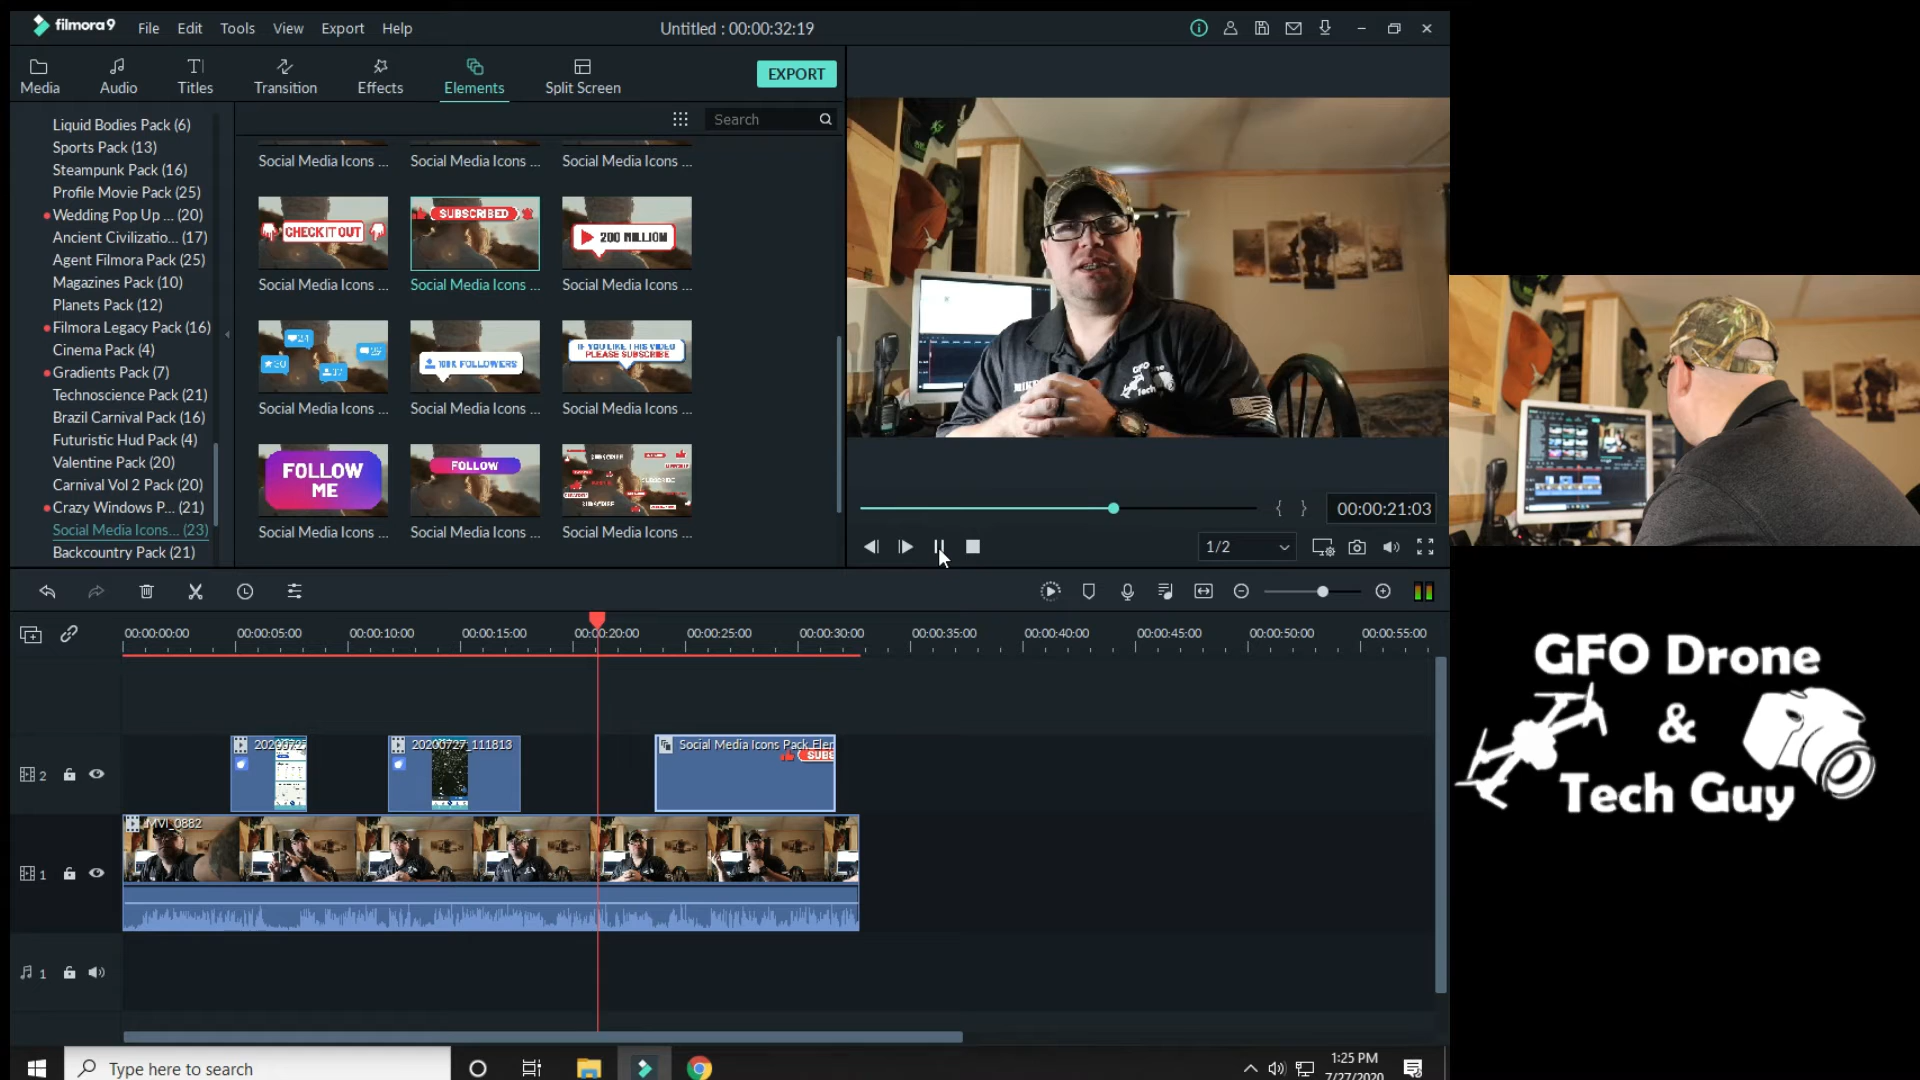 filmora9 File Edit Tools View Export Help Untitled : 00:00:32:19
Media Audio Titles Transition Effects Elements Split Screen EXPORT
Search
Liquid Bodies Pack (6)
Sports Pack (13)
Steampunk Pack (16)
Profile Movie Pack (25)
Wedding Pop Up ... (20)
Ancient Civilizatio... (17)
Agent Filmora Pack (25)
Magazines Pack (10)
Planets Pack (12)
Filmora Legacy Pack (16)
Cinema Pack (4)
Gradients Pack (7)
Technoscience Pack (21)
Brazil Carnival Pack (16)
Futuristic Hud Pack (4)
Valentine Pack (20)
Carnival Vol 2 Pack (20)
Crazy Windows P... (21)
Social Media Icons... (23)
Backcountry Pack (21)
Social Media Icons ... Social Media Icons ... Social Media Icons ...
CHECK IT OUT SUBSCRIBED 200 MILLION
Social Media Icons ... Social Media Icons ... Social Media Icons ...
100K FOLLOWERS
IF YOU LIKE THIS VIDEO
PLEASE SUBSCRIBE
Social Media Icons ... Social Media Icons ... Social Media Icons ...
FOLLOW
ME
FOLLOW
SUBSCRIBE
Social Media Icons ... Social Media Icons ... Social Media Icons ...
MIKE
GFO
Drone
Tech
{ } 00:00:21:03
1/2
00:00:00:00 00:00:05:00 00:00:10:00 00:00:15:00 00:00:20:00 00:00:25:00 00:00:30:00 00:00:35:00 00:00:40:00 00:00:45:00 00:00:50:00 00:00:55:00
2 20200727 20200727_111813 Social Media Icons Pack Elem
SUBS
MVI_0882
1
1
GFO Drone
&
Tech Guy
Type here to search
1:25 PM
7/27/2020